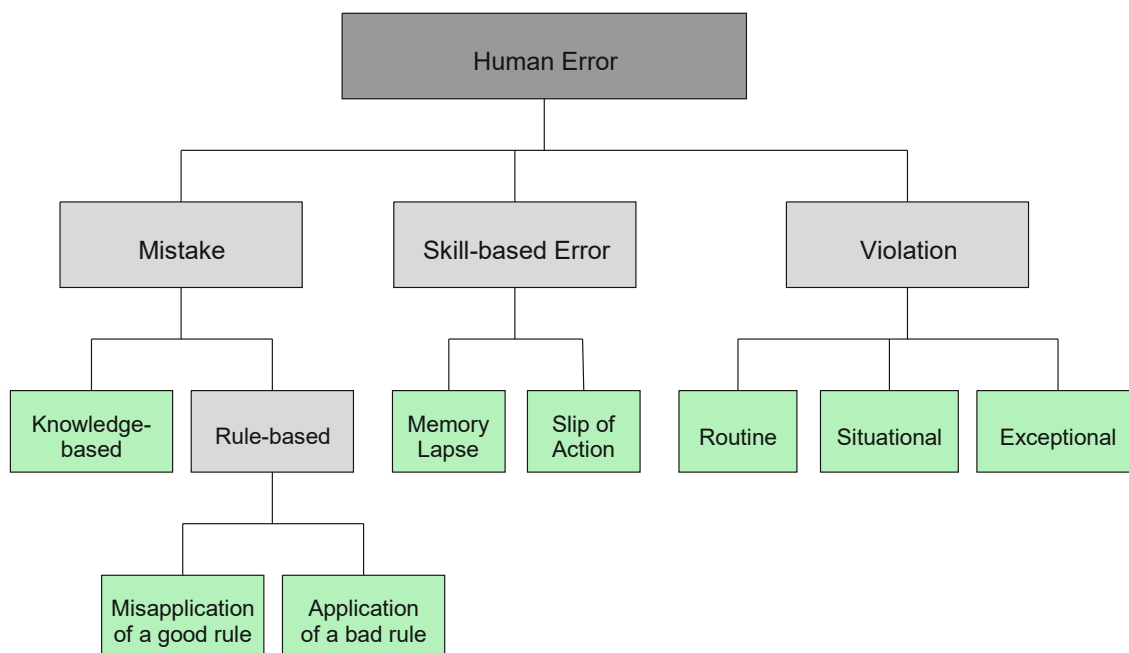 Human Error
Mistake
Skill-based Error
Violation
Knowledge-
based
Rule-based
Memory
Lapse
Slip of
Action
Routine
Situational
Exceptional
Misapplication
of a good rule
Application
of a bad rule